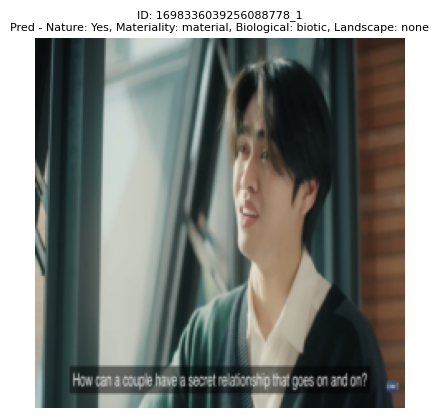 ID: 1698336039256088778_1
Pred - Nature: Yes, Materiality: material, Biological: biotic, Landscape: none
How can a couple have a secret relationship that goes on and on?